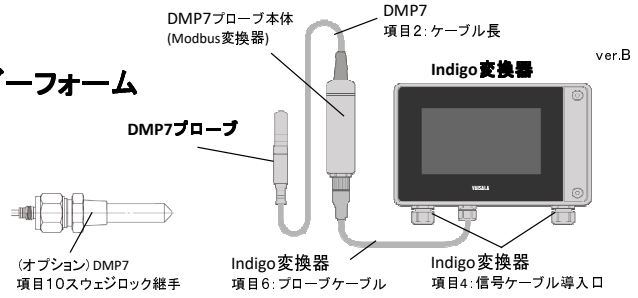 DMP7プローブ本体
(Modbus変換器)
DMP7
項目2：ケーブル長
ver.B
ーフォーム
Indigo変換器
DMP7プローブ
VAISALA
(オプション)DMP7
項目10スウェジロック継手
Indigo変換器
項目6：プローブケーブル
Indigo変換器
項目4：信号ケーブル導入口